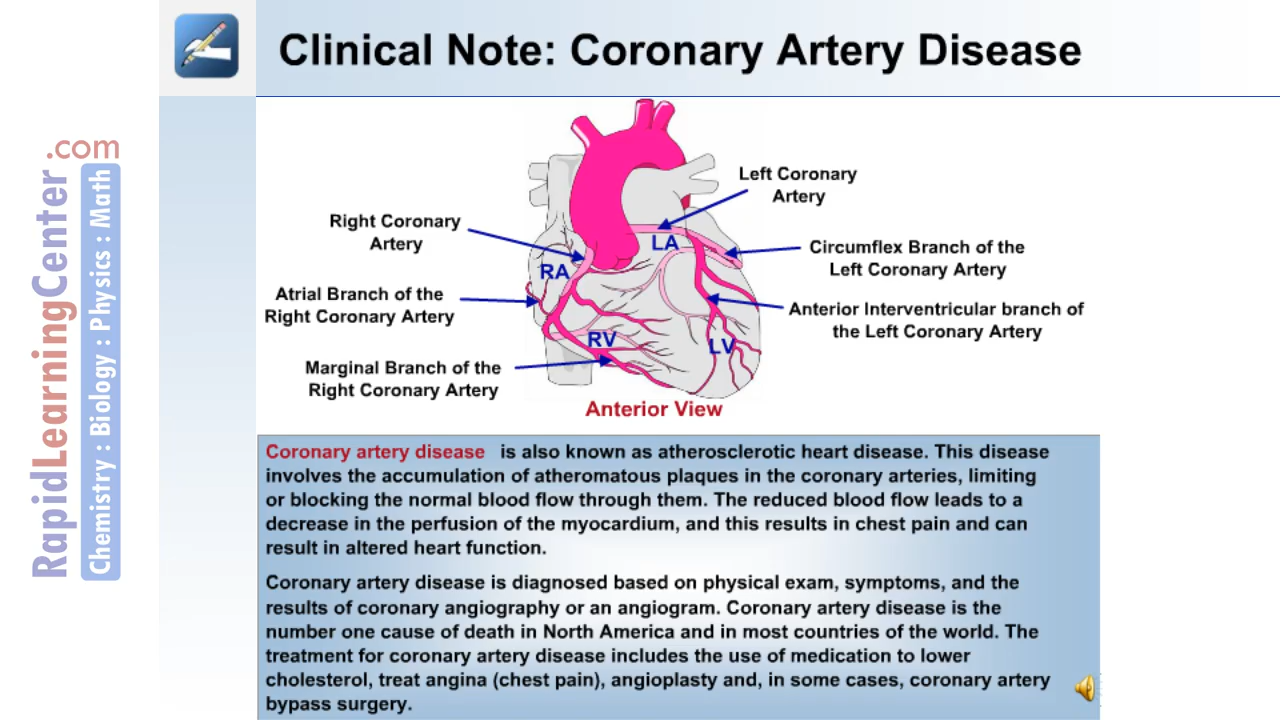 Clinical Note: Coronary Artery Disease
RapidLearningCenter.com
Chemistry : Biology : Physics : Math
Left Coronary
Artery
Right Coronary
Artery
Circumflex Branch of the
Left Coronary Artery
Atrial Branch of the
Right Coronary Artery
Anterior Interventricular branch of
the Left Coronary Artery
Marginal Branch of the
Right Coronary Artery
LA
RA
RV
LV
Anterior View
Coronary artery disease is also known as atherosclerotic heart disease. This disease
involves the accumulation of atheromatous plaques in the coronary arteries, limiting
or blocking the normal blood flow through them. The reduced blood flow leads to a
decrease in the perfusion of the myocardium, and this results in chest pain and can
result in altered heart function.
Coronary artery disease is diagnosed based on physical exam, symptoms, and the
results of coronary angiography or an angiogram. Coronary artery disease is the
number one cause of death in North America and in most countries of the world. The
treatment for coronary artery disease includes the use of medication to lower
cholesterol, treat angina (chest pain), angioplasty and, in some cases, coronary artery
bypass surgery.